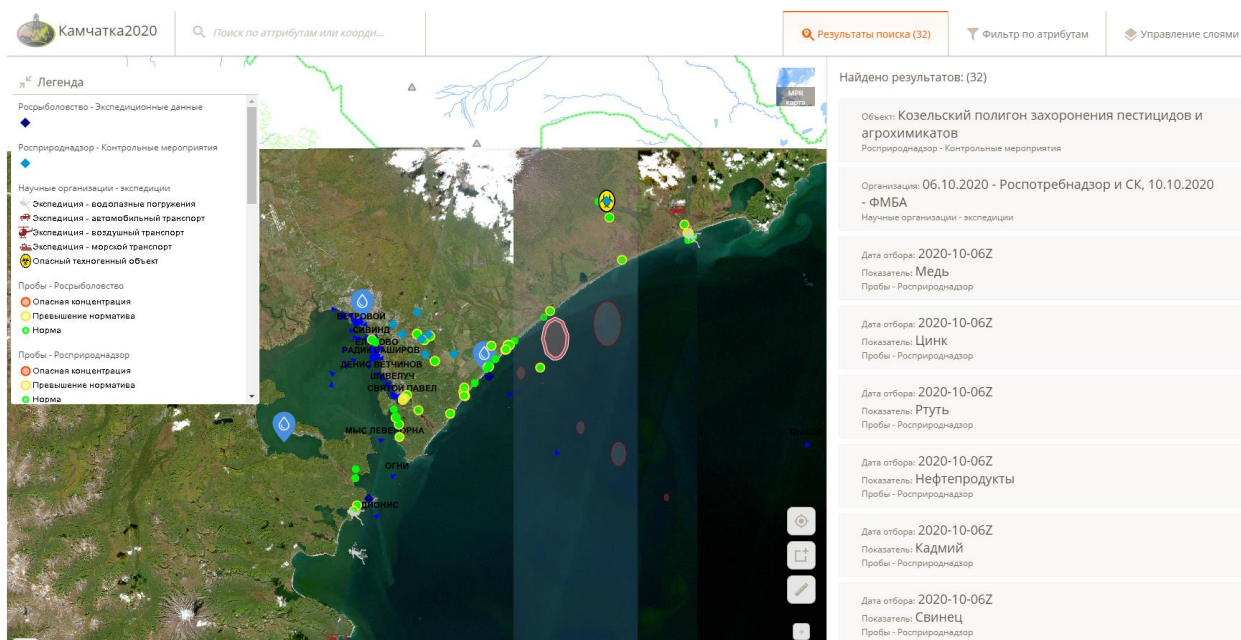 Камчатка2020
Поиск по аттрибутам или коорди...
Результаты поиска (32)
Фильтр по атрибутам
Управление слоями
Легенда
Росрыболовство - Экспедиционные данные
Росприроднадзор - Контрольные мероприятия
Научные организации - экспедиции
Экспедиция - водолазные погружения
Экспедиция - автомобильный транспорт
Экспедиция - воздушный транспорт
Экспедиция - морской транспорт
Опасный техногенный объект
Пробы - Росрыболовство
Опасная концентрация
Превышение норматива
Норма
Пробы - Росприроднадзор
Опасная концентрация
Превышение норматива
Норма
МРR
карта
ВЕТРОВОЙ
СИВИНД
РАДИК ВАШИРОВ
ДЕНИС ВЕТЧИНОВ
ШИВЕЛУЧ
СВЯТОЙ ПАВЕЛ
МЫС ЛЕВЕНОРНА
ОГНИ
ДИОНИС
Найдено результатов: (32)
Объект: Козельский полигон захоронения пестицидов и
агрохимикатов
Росприроднадзор - Контрольные мероприятия
Организация: 06.10.2020 - Роспотребнадзор и СК, 10.10.2020
- ФМБА
Научные организации - экспедиции
Дата отбора: 2020-10-06Z
Показатель: Медь
Пробы - Росприроднадзор
Дата отбора: 2020-10-06Z
Показатель: Цинк
Пробы - Росприроднадзор
Дата отбора: 2020-10-06Z
Показатель: Ртуть
Пробы - Росприроднадзор
Дата отбора: 2020-10-06Z
Показатель: Нефтепродукты
Пробы - Росприроднадзор
Дата отбора: 2020-10-06Z
Показатель: Кадмий
Пробы - Росприроднадзор
Дата отбора: 2020-10-06Z
Показатель: Свинец
Пробы - Росприроднадзор